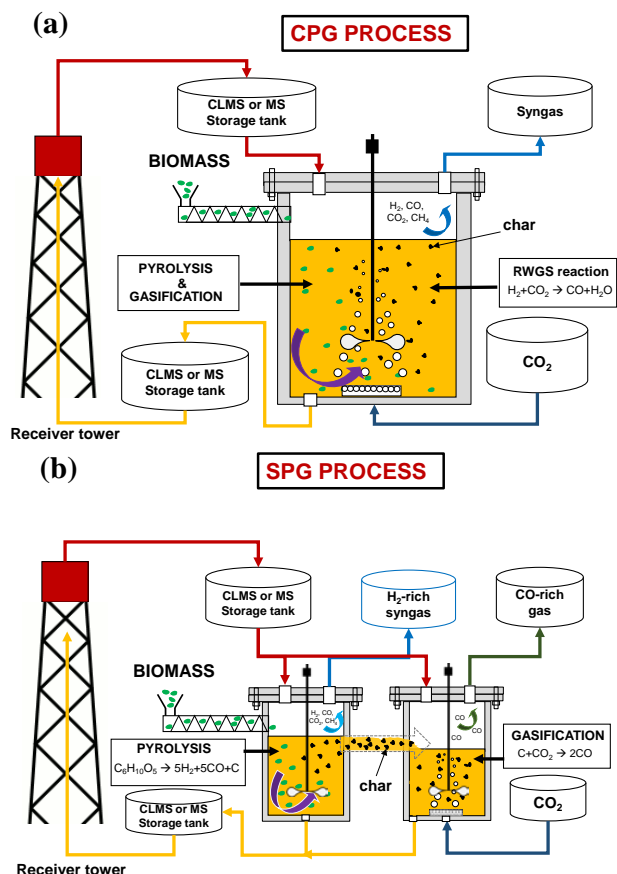 (a)
CPG PROCESS
CLMS or MS
Storage tank
Syngas
BIOMASS
H₂, CO,
CO₂, CH₄
char
PYROLYSIS
&
GASIFICATION
RWGS reaction
H₂+CO₂ → CO+H₂O
CLMS or MS
Storage tank
CO₂
Receiver tower
(b)
SPG PROCESS
CLMS or MS
Storage tank
H₂-rich
syngas
CO-rich
gas
BIOMASS
H₂, CO,
CO₂, CH₄
CO
CO
CO
PYROLYSIS
C₆H₁₀O₅ → 5H₂+5CO+C
char
GASIFICATION
C+CO₂ → 2CO
CLMS or MS
Storage tank
CO₂
Receiver tower